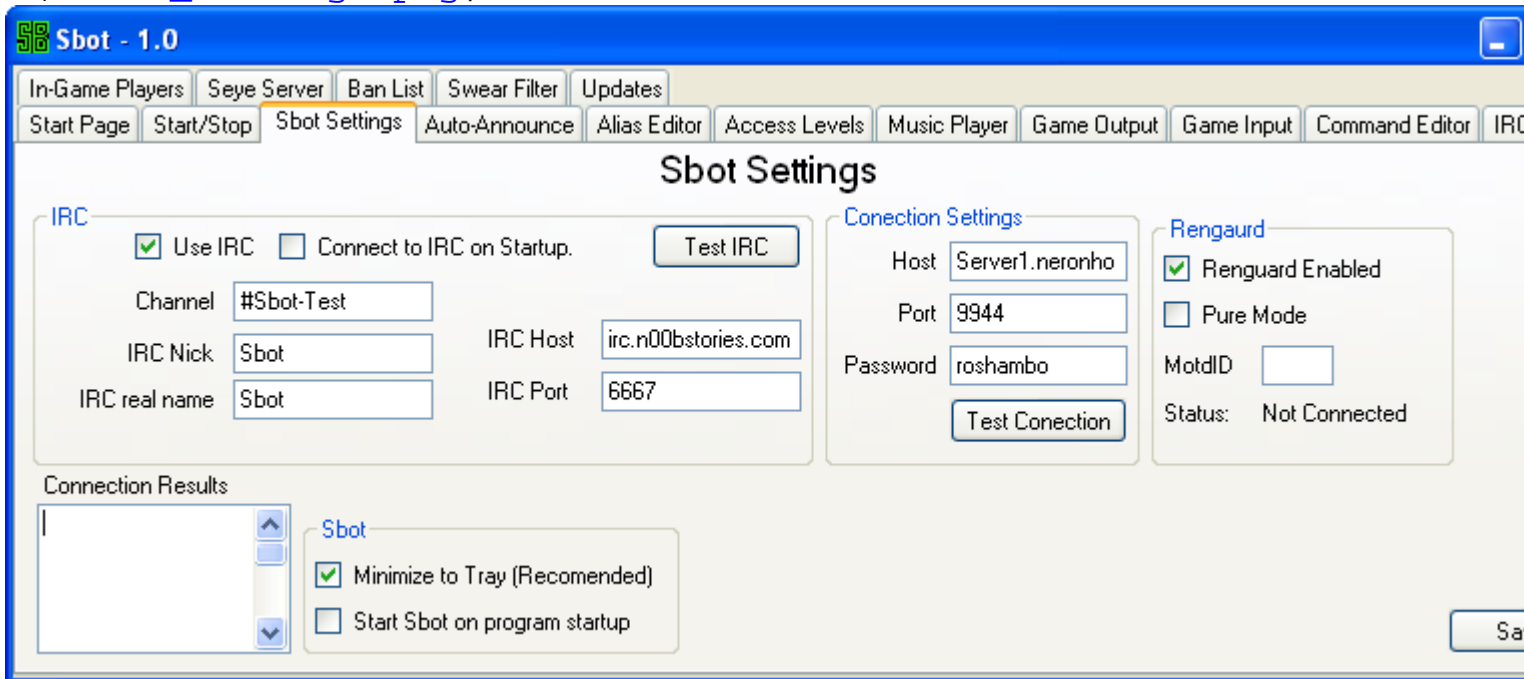 Sbot - 1.0
In-Game Players Seye Server Ban List Swear Filter Updates
Start Page Start/Stop Sbot Settings Auto-Announce Alias Editor Access Levels Music Player Game Output Game Input Command Editor IRC
Sbot Settings
IRC
Use IRC Connect to IRC on Startup. Test IRC
Channel #Sbot-Test
IRC Nick Sbot
IRC real name Sbot
IRC Host irc.n00bstories.com
IRC Port 6667
Conection Settings
Host Server1.neronho
Port 9944
Password roshambo
Test Conection
Rengaurd
Renguard Enabled
Pure Mode
MotdID
Status: Not Connected
Connection Results
Sbot
Minimize to Tray (Recomended)
Start Sbot on program startup